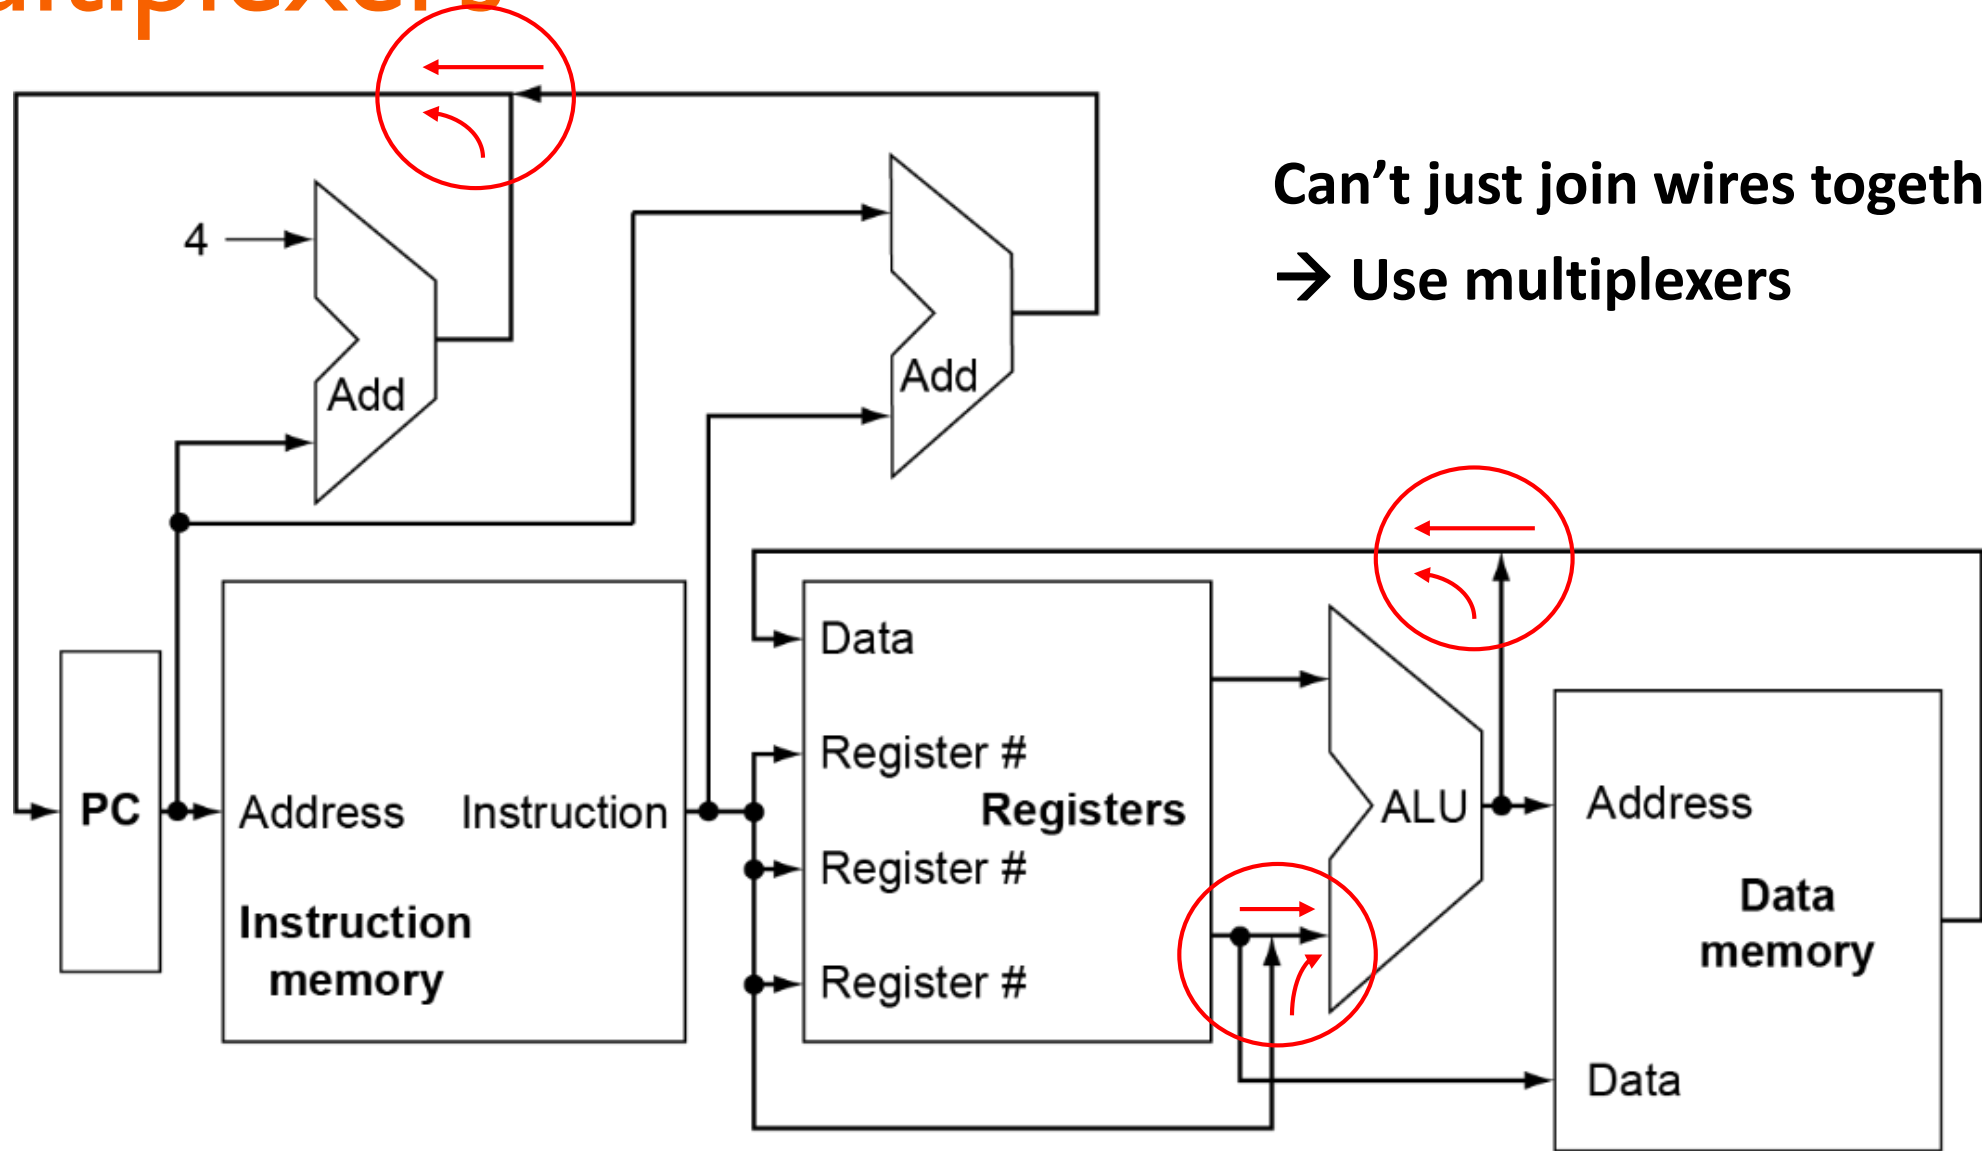 Can't just join wires togeth
→ Use multiplexers
4
Add
Add
Data
Register #
PC
Address
Instruction
Registers
ALU
Address
Register #
Instruction
memory
Data
memory
Register #
Data